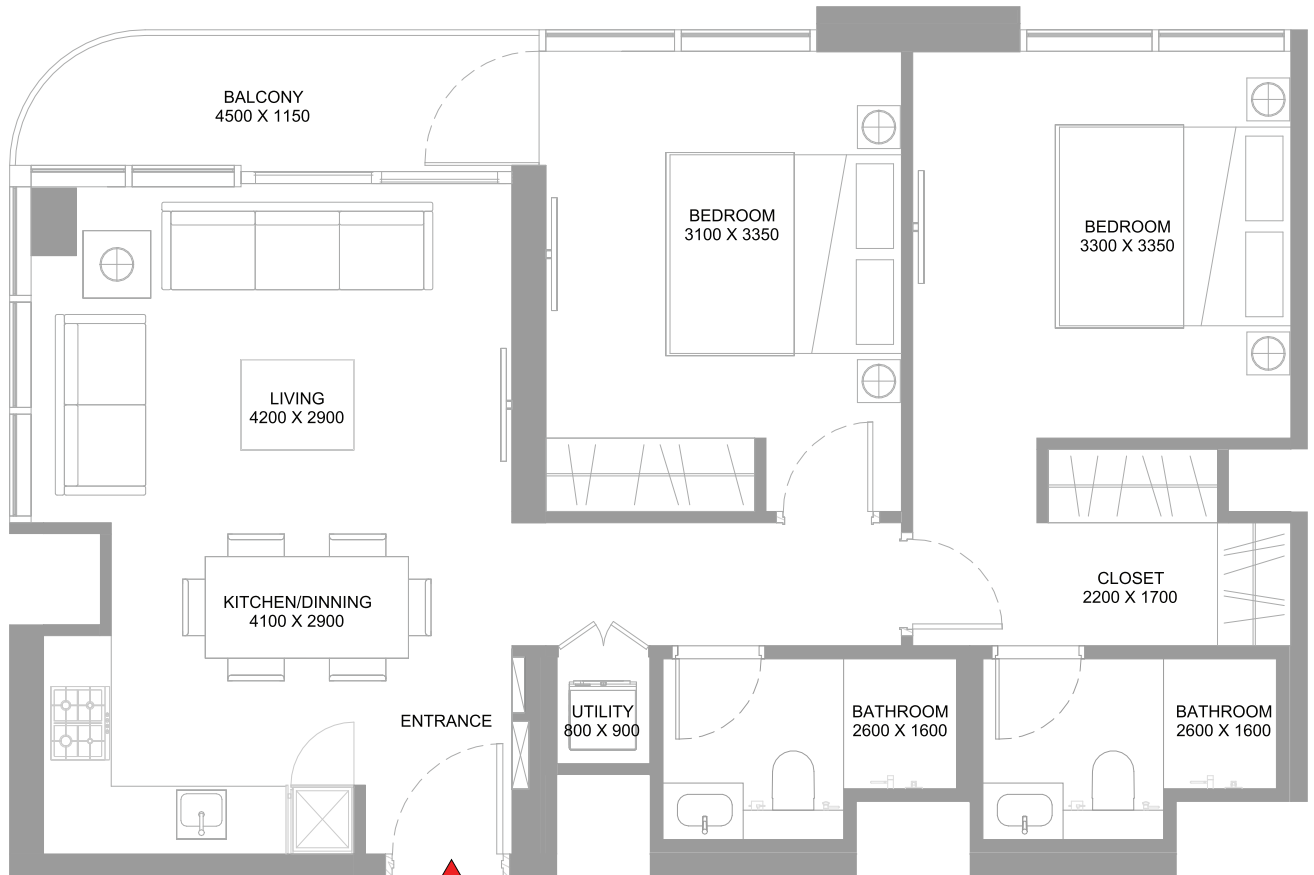 BALCONY
4500 X 1150
BEDROOM
3100 X 3350
BEDROOM
3300 X 3350
LIVING
4200 X 2900
KITCHEN/DINNING
4100 X 2900
CLOSET
2200 X 1700
ENTRANCE
UTILITY
800 X 900
BATHROOM
2600 X 1600
BATHROOM
2600 X 1600